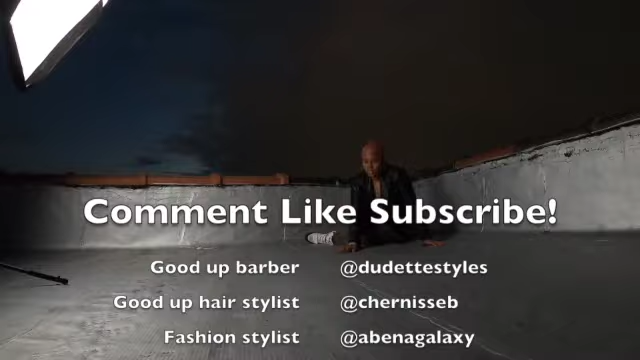 Comment Like Subscribe!
Good up barber @dudettestyles
Good up hair stylist @chernisseb
Fashion stylist @abenagalaxy